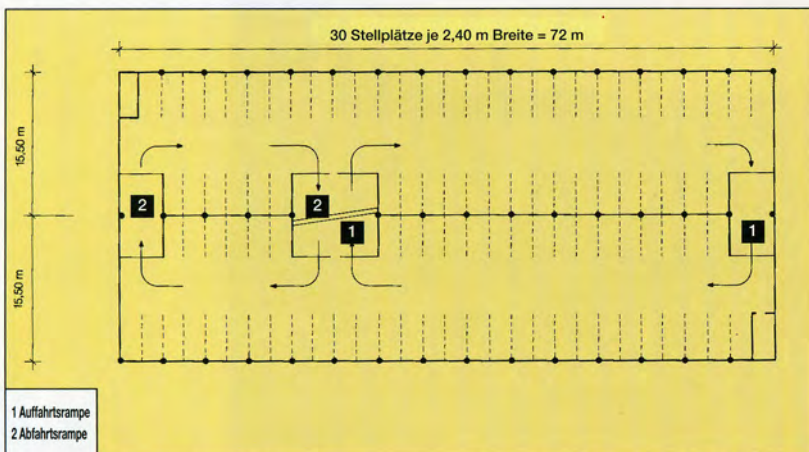 30 Stellplätze je 2,40 m Breite = 72 m
15,50 m
2
2
1
1
15,50 m
1 Auffahrtsrampe
2 Abfahrtsrampe